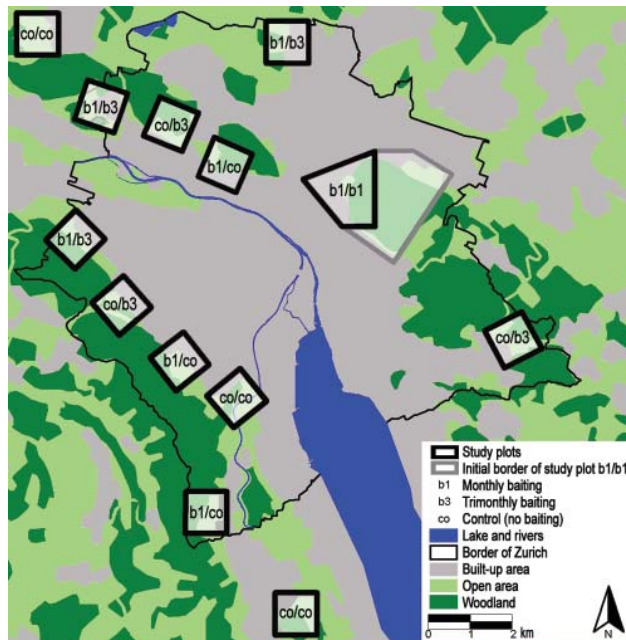 co/co
b1/b3
b1/b3
co/b3
b1/co
b1/b1
b1/b3
co/b3
co/b3
b1/co
co/co
b1/co
co/co
Study plots
Initial border of study plot b1/b1
b1 Monthly baiting
b3 Trimonthly baiting
co Control (no baiting)
Lake and rivers
Border of Zurich
Built-up area
Open area
Woodland
0 1 2 km
N